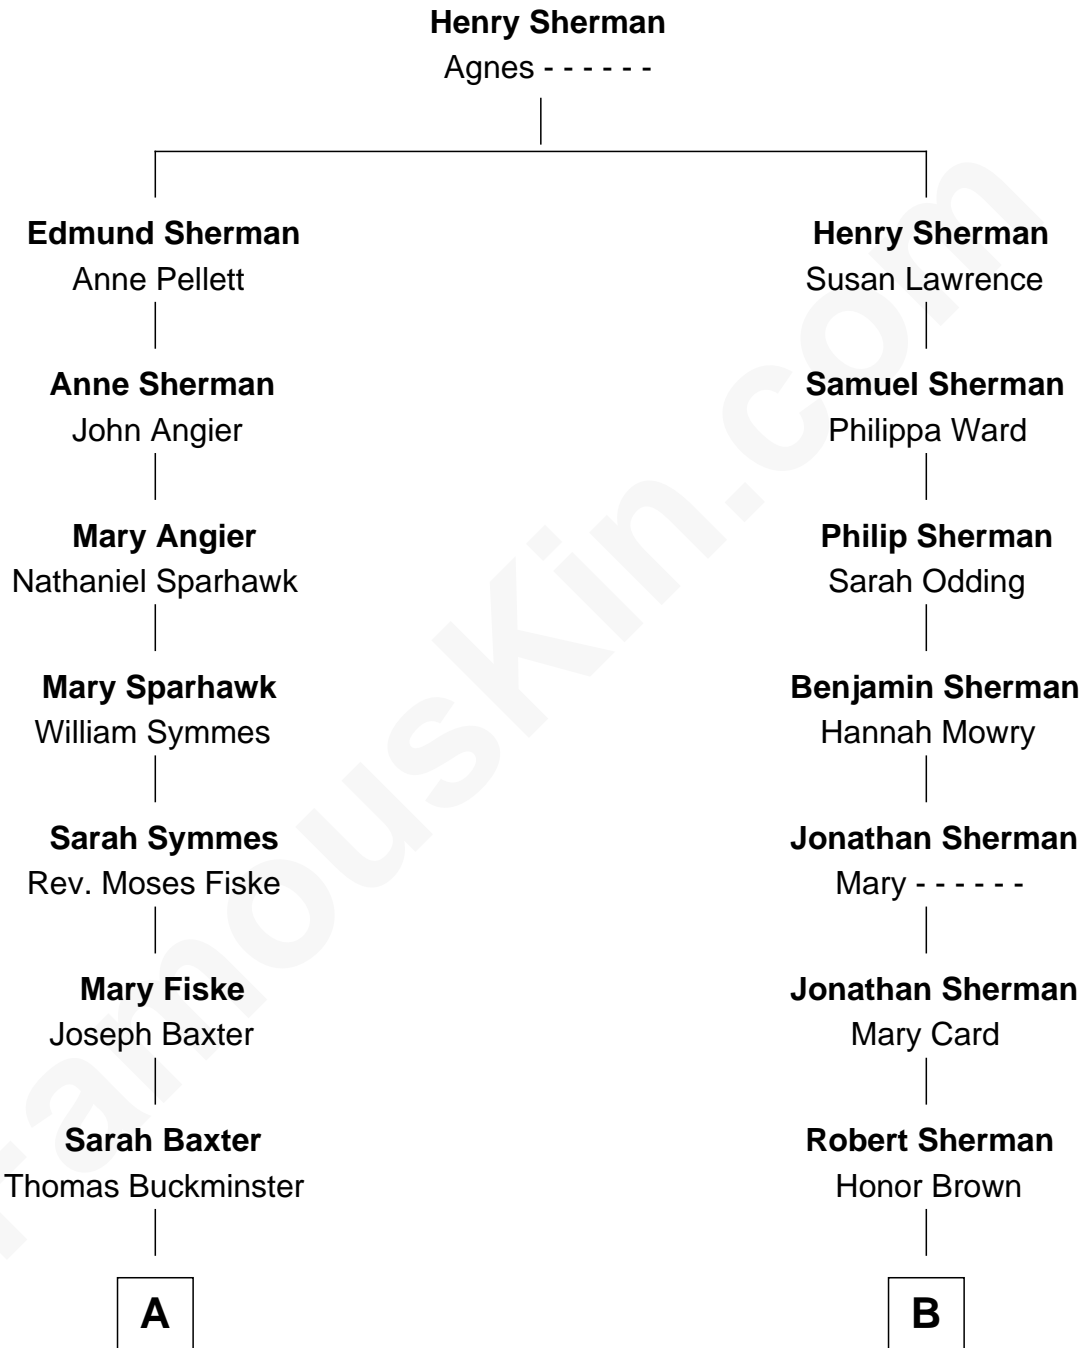 Henry Sherman
Agnes - - - - - -
Edmund Sherman
Anne Pellett
Anne Sherman
John Angier
Mary Angier
Nathaniel Sparhawk
Mary Sparhawk
William Symmes
Sarah Symmes
Rev. Moses Fiske
Mary Fiske
Joseph Baxter
Sarah Baxter
Thomas Buckminster
A
Henry Sherman
Susan Lawrence
Samuel Sherman
Philippa Ward
Philip Sherman
Sarah Odding
Benjamin Sherman
Hannah Mowry
Jonathan Sherman
Mary - - - - - -
Jonathan Sherman
Mary Card
Robert Sherman
Honor Brown
B
FamousKin.com